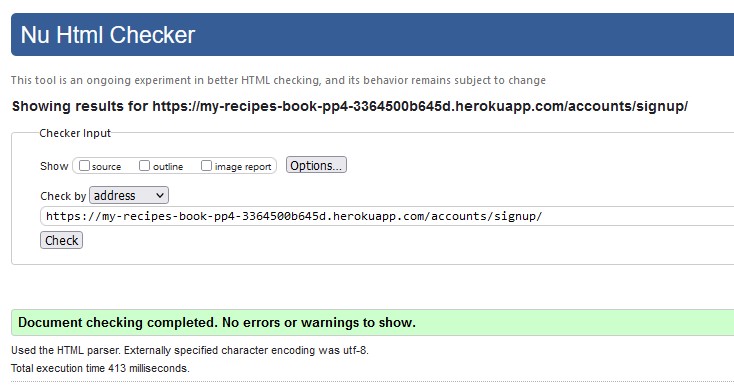 Nu Html Checker
This tool is an ongoing experiment in better HTML checking, and its behavior remains subject to change
Showing results for https://my-recipes-book-pp4-3364500b645d.herokuapp.com/accounts/signup/
Checker Input
Show source outline image report Options...
Check by address
https://my-recipes-book-pp4-3364500b645d.herokuapp.com/accounts/signup/
Check
Document checking completed. No errors or warnings to show.
Used the HTML parser. Externally specified character encoding was utf-8.
Total execution time 413 milliseconds.